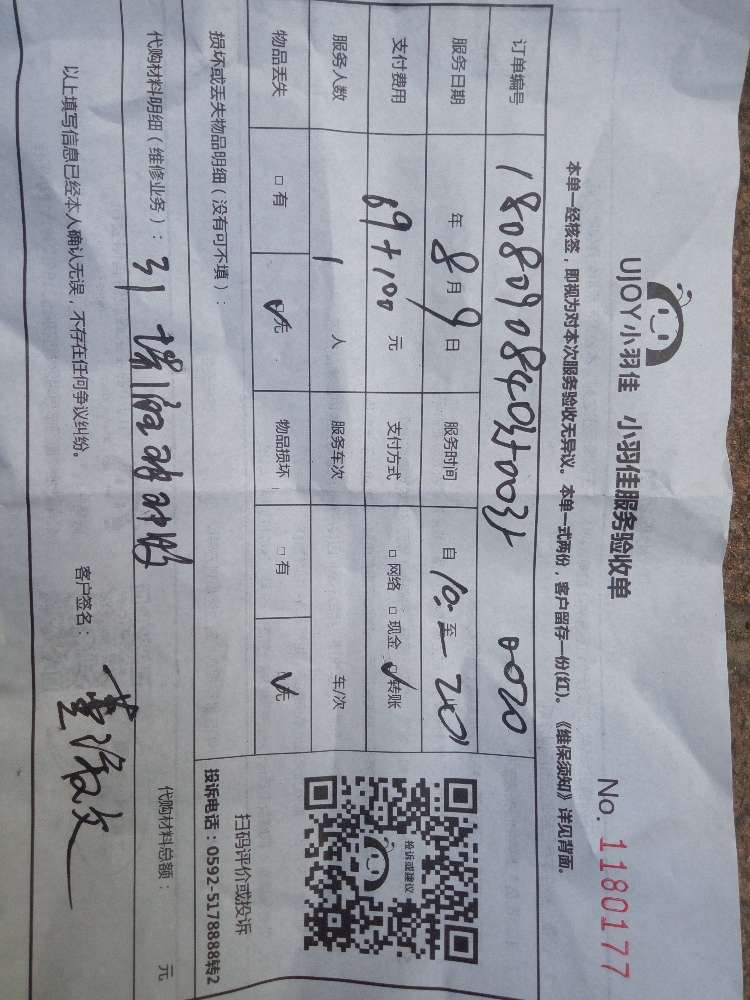 UJOY小羽佳 小羽佳服务验收单
No. 1180177
本单一经核签，即视为对本次服务验收无异议。本单一式两份，客户留存一份(红)。《维保须知》详见背面。
订单编号
服务日期 年 8 月 9 日 服务时间 自 至
支付费用 69+100 元 支付方式 □网络 □现金 ☑转账
服务人数 1 人 服务车次 车/次
物品丢失 □有 ☑无 物品损坏 □有 ☑无
损坏或丢失物品明细（没有可不填）：
投诉或建议
扫码评价或投诉
投诉电话：0592-5178888转2
代购材料明细（维修业务）： 代购材料总额： 元
以上填写信息已经本人确认无误，不存在任何争议纠纷。 客户签名：